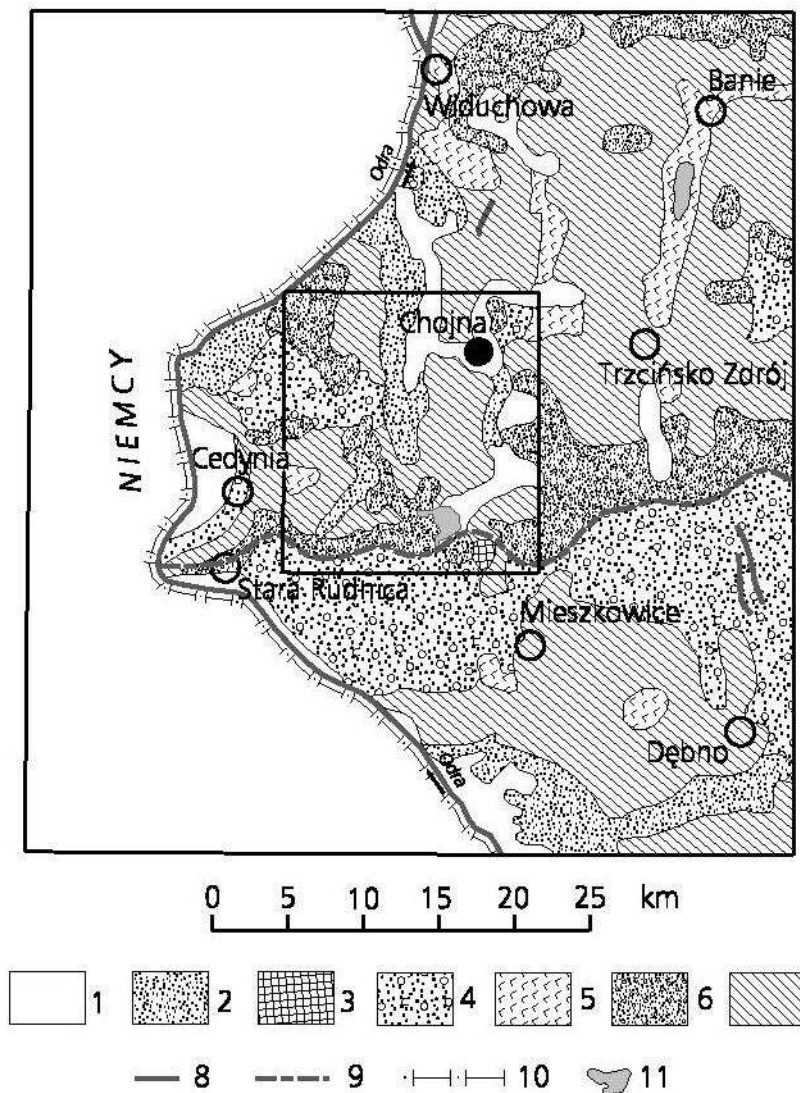 Banie
Widuchowa
Odra
Chojna
Trzcińsko Zdrój
NIEMCY
Cedynia
Stara Rudnica
Mieszkowice
Dębno
Odra
0 5 10 15 20 25 km
1 2 3 4 5 6
8 9 10 11